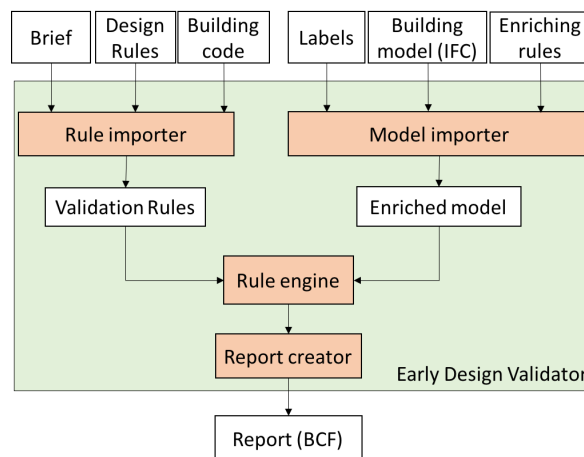 Brief
Design
Rules
Building
code
Labels
Building
model (IFC)
Enriching
rules
Rule importer
Model importer
Validation Rules
Enriched model
Rule engine
Report creator
Early Design Validator
Report (BCF)